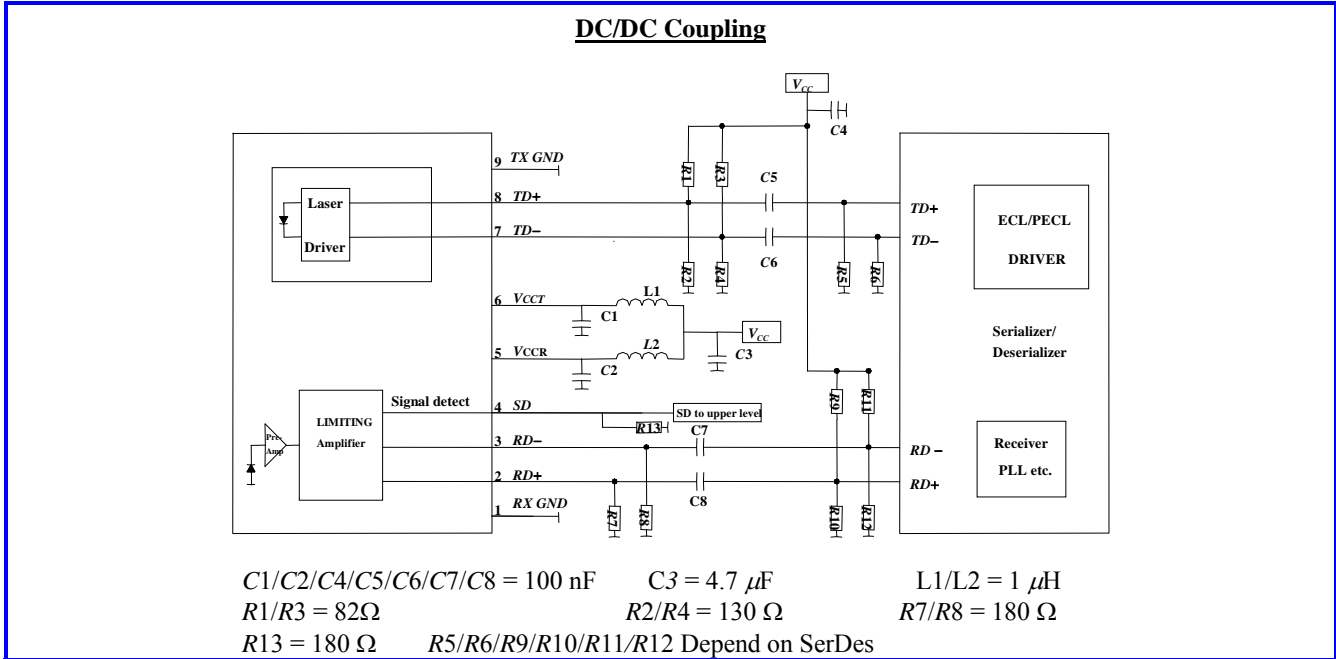 DC/DC Coupling
VCC
C4
9 TX GND
R1
R3
C5
Laser
Driver
8 TD+
TD+
7 TD−
TD−
C6
ECL/PECL
DRIVER
R2
R4
R5
R6
6 VCCT
L1
C1
VCC
L2
C3
5 VCCR
C2
Serializer/
Deserializer
R9
R11
Signal detect
4 SD
SD to upper level
R13
C7
LIMITING
Amplifier
Pre-
Amp
3 RD−
RD −
Receiver
PLL etc.
2 RD+
RD+
C8
1 RX GND
R7
R8
R10
R12
C1/C2/C4/C5/C6/C7/C8 = 100 nF C3 = 4.7 μF L1/L2 = 1 μH
R1/R3 = 82Ω R2/R4 = 130 Ω R7/R8 = 180 Ω
R13 = 180 Ω R5/R6/R9/R10/R11/R12 Depend on SerDes